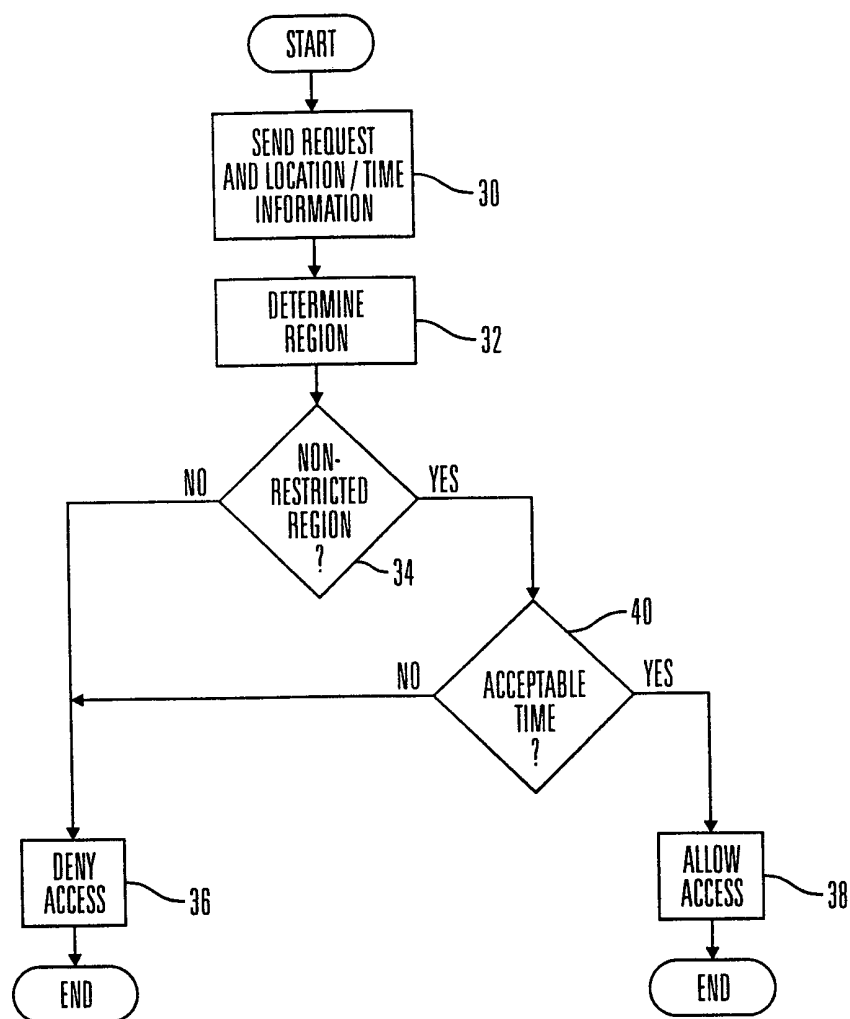 START
SEND REQUEST
AND LOCATION / TIME
INFORMATION
30
DETERMINE
REGION
32
NON-
RESTRICTED
REGION
?
NO
YES
34
40
ACCEPTABLE
TIME
?
NO
YES
DENY
ACCESS
36
ALLOW
ACCESS
38
END
END